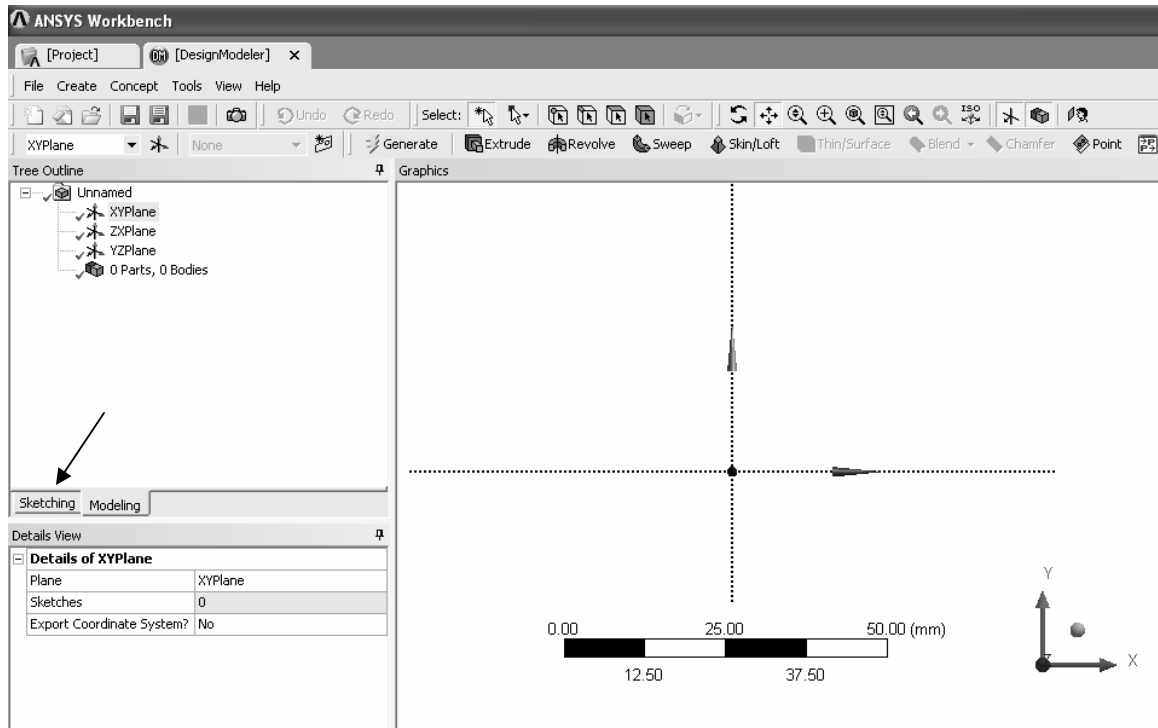 ANSYS Workbench
[Project] [DesignModeler] X
File Create Concept Tools View Help
Undo Redo Select: ISO
XYPlane None Generate Extrude Revolve Sweep Skin/Loft Thin/Surface Blend Chamfer Point
Tree Outline
Graphics
Unnamed
XYPlane
ZXPlane
YZPlane
0 Parts, 0 Bodies
Sketching Modeling
Details View
Details of XYPlane
Plane XYPlane
Sketches 0
Export Coordinate System? No
0.00 25.00 50.00 (mm)
12.50 37.50
Y
Z
X